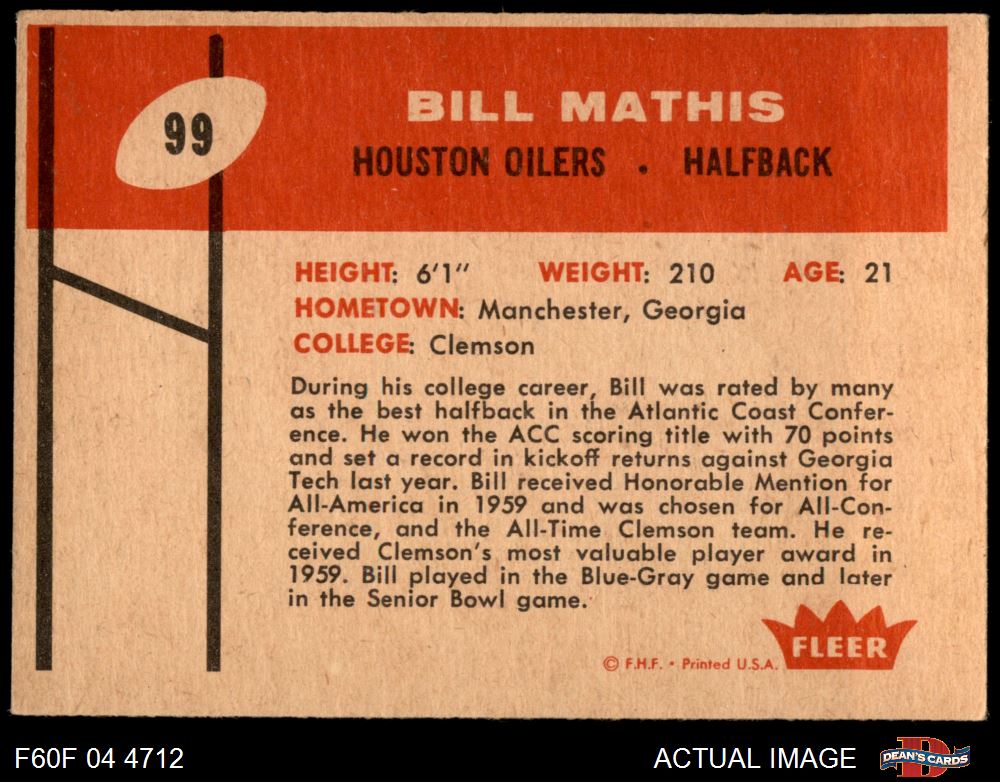 99
BILL MATHIS
HOUSTON OILERS • HALFBACK
HEIGHT: 6'1" WEIGHT: 210 AGE: 21
HOMETOWN: Manchester, Georgia
COLLEGE: Clemson
During his college career, Bill was rated by many
as the best halfback in the Atlantic Coast Confer-
ence. He won the ACC scoring title with 70 points
and set a record in kickoff returns against Georgia
Tech last year. Bill received Honorable Mention for
All-America in 1959 and was chosen for All-Con-
ference, and the All-Time Clemson team. He re-
ceived Clemson's most valuable player award in
1959. Bill played in the Blue-Gray game and later
in the Senior Bowl game.
FLEER
© F.H.F. • Printed U.S.A.
F60F 04 4712 ACTUAL IMAGE DEAN'S CARDS